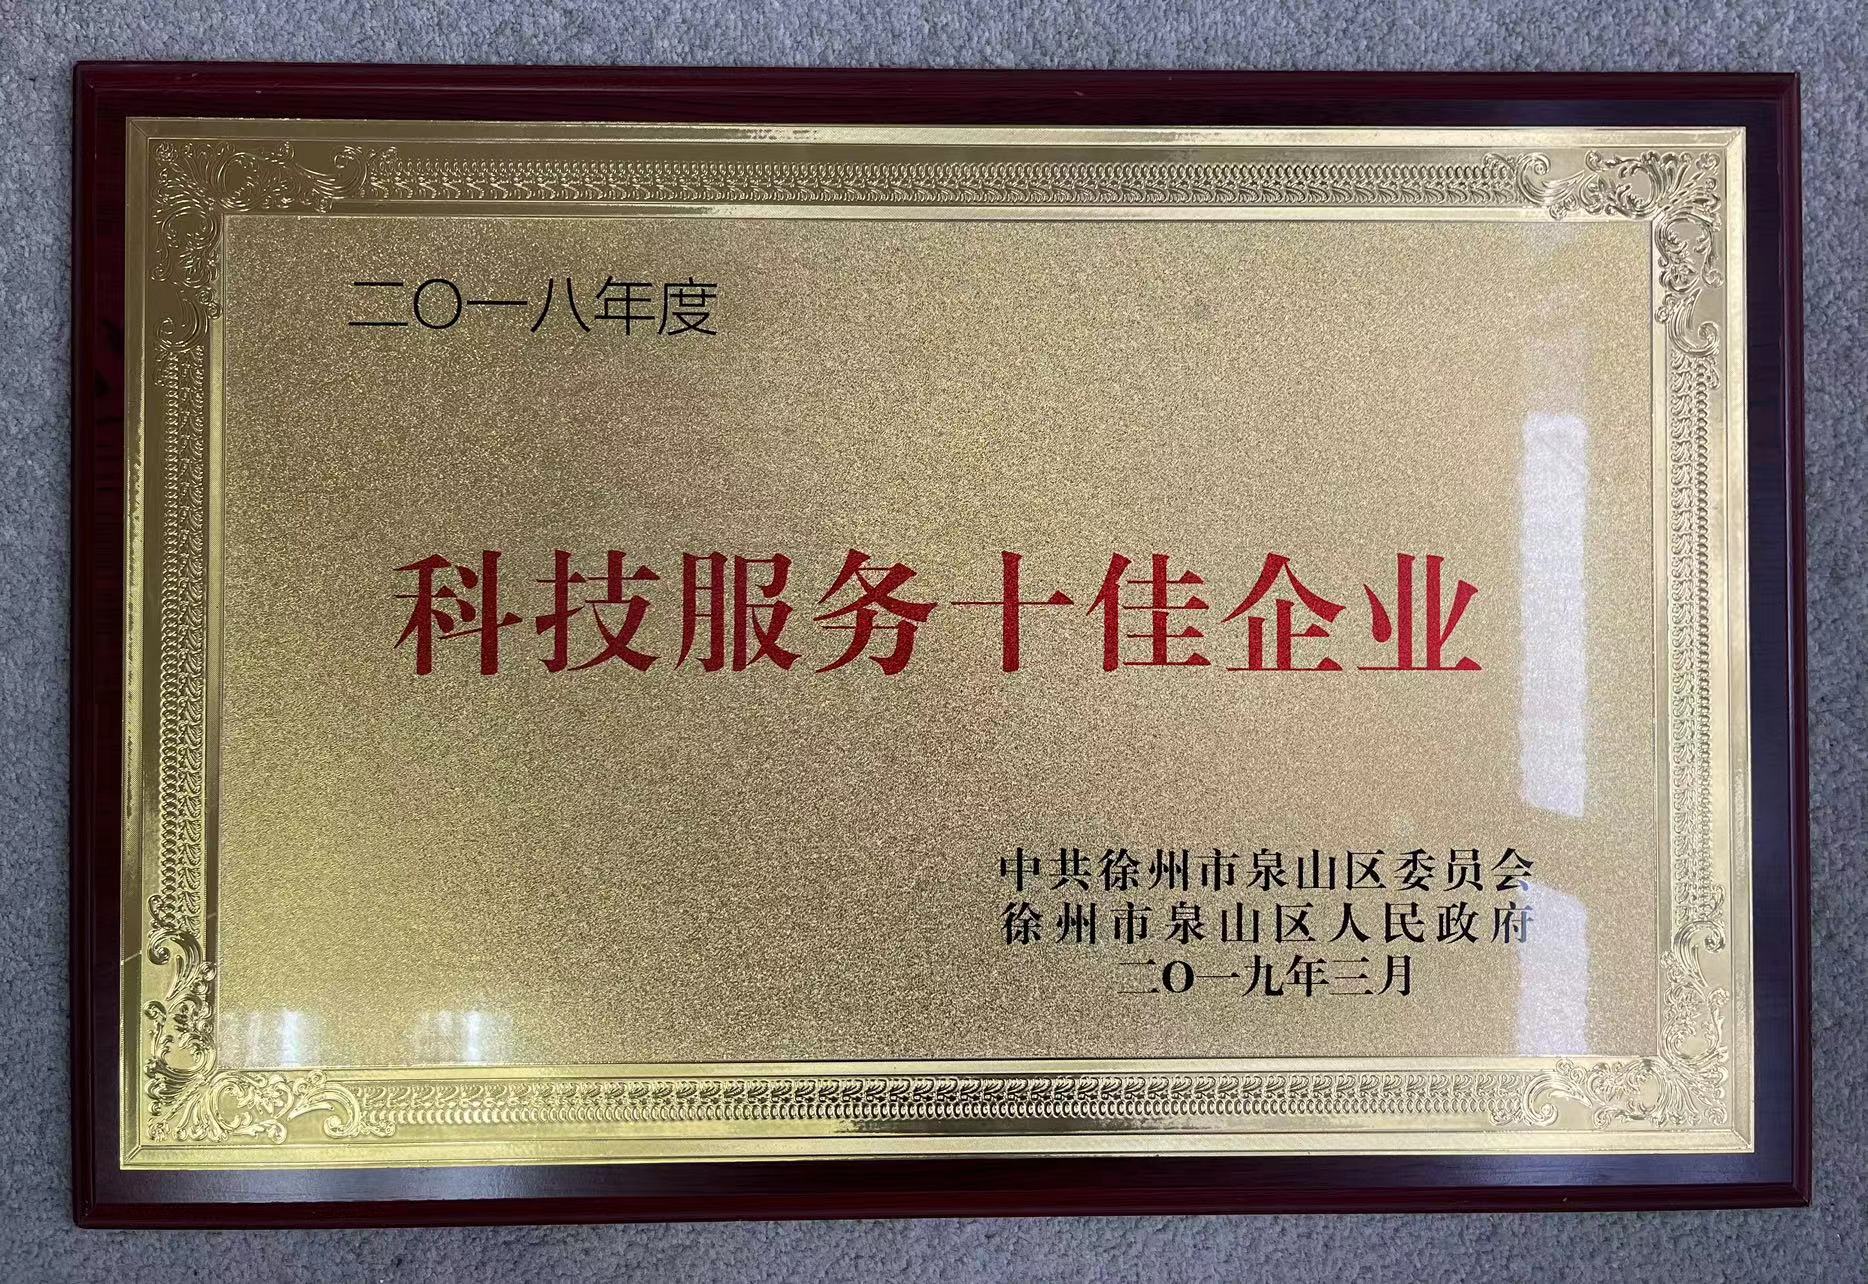 二〇一八年度
科技服务十佳企业
中共徐州市泉山区委员会
徐州市泉山区人民政府
二〇一九年三月